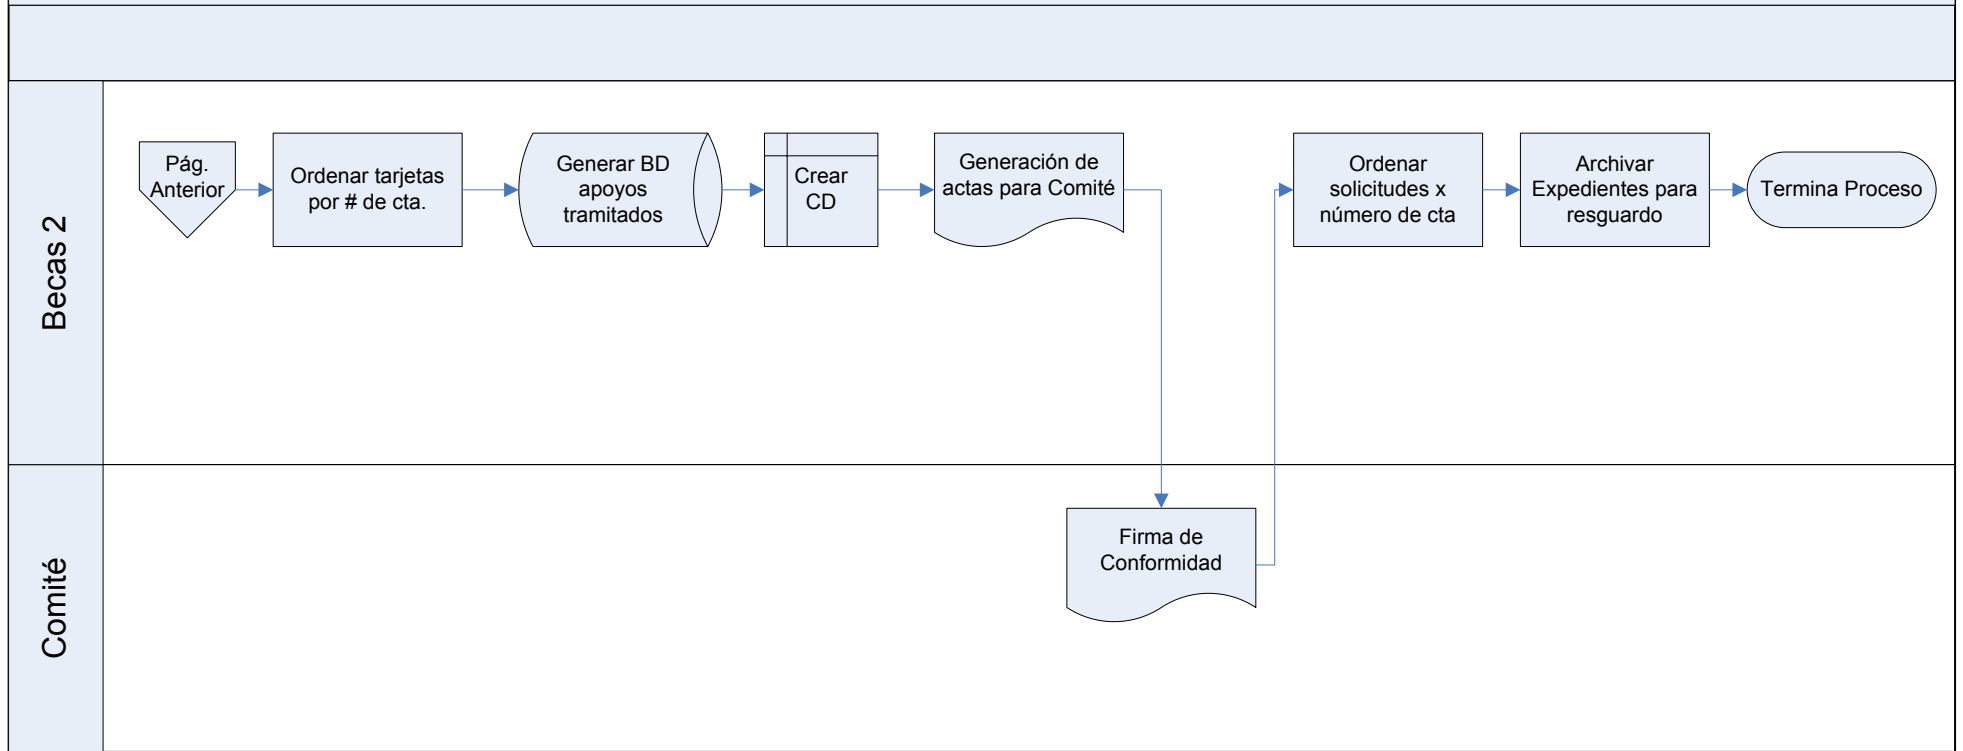 Becas 2
Pág.
Anterior
Ordenar tarjetas
por # de cta.
Generar BD
apoyos
tramitados
Crear
CD
Generación de
actas para Comité
Ordenar
solicitudes x
número de cta
Archivar
Expedientes para
resguardo
Termina Proceso
Comité
Firma de
Conformidad